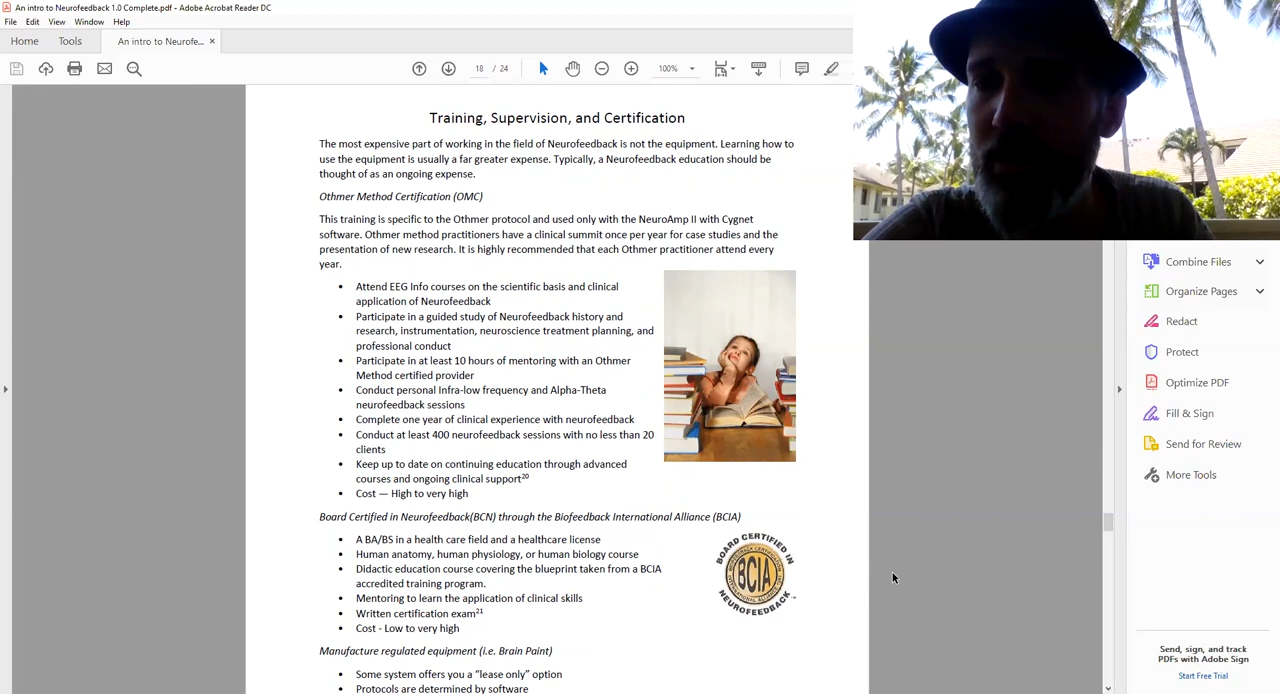 An intro to Neurofeedback 1.0 Complete.pdf - Adobe Acrobat Reader DC
File Edit View Window Help
Home Tools An intro to Neurofe... ×
18 / 24 100%
Training, Supervision, and Certification
The most expensive part of working in the field of Neurofeedback is not the equipment. Learning how to
use the equipment is usually a far greater expense. Typically, a Neurofeedback education should be
thought of as an ongoing expense.
Othmer Method Certification (OMC)
This training is specific to the Othmer protocol and used only with the NeuroAmp II with Cygnet
software. Othmer method practitioners have a clinical summit once per year for case studies and the
presentation of new research. It is highly recommended that each Othmer practitioner attend every
year.
• Attend EEG Info courses on the scientific basis and clinical
application of Neurofeedback
• Participate in a guided study of Neurofeedback history and
research, instrumentation, neuroscience treatment planning, and
professional conduct
• Participate in at least 10 hours of mentoring with an Othmer
Method certified provider
• Conduct personal Infra-low frequency and Alpha-Theta
neurofeedback sessions
• Complete one year of clinical experience with neurofeedback
• Conduct at least 400 neurofeedback sessions with no less than 20
clients
• Keep up to date on continuing education through advanced
courses and ongoing clinical support20
• Cost — High to very high
Board Certified in Neurofeedback(BCN) through the Biofeedback International Alliance (BCIA)
• A BA/BS in a health care field and a healthcare license
• Human anatomy, human physiology, or human biology course
• Didactic education course covering the blueprint taken from a BCIA
accredited training program.
• Mentoring to learn the application of clinical skills
• Written certification exam21
• Cost - Low to very high
BOARD CERTIFIED IN
BCIA
NEUROFEEDBACK
Manufacture regulated equipment (i.e. Brain Paint)
• Some system offers you a “lease only” option
• Protocols are determined by software
Combine Files
Organize Pages
Redact
Protect
Optimize PDF
Fill & Sign
Send for Review
More Tools
Send, sign, and track
PDFs with Adobe Sign
Start Free Trial